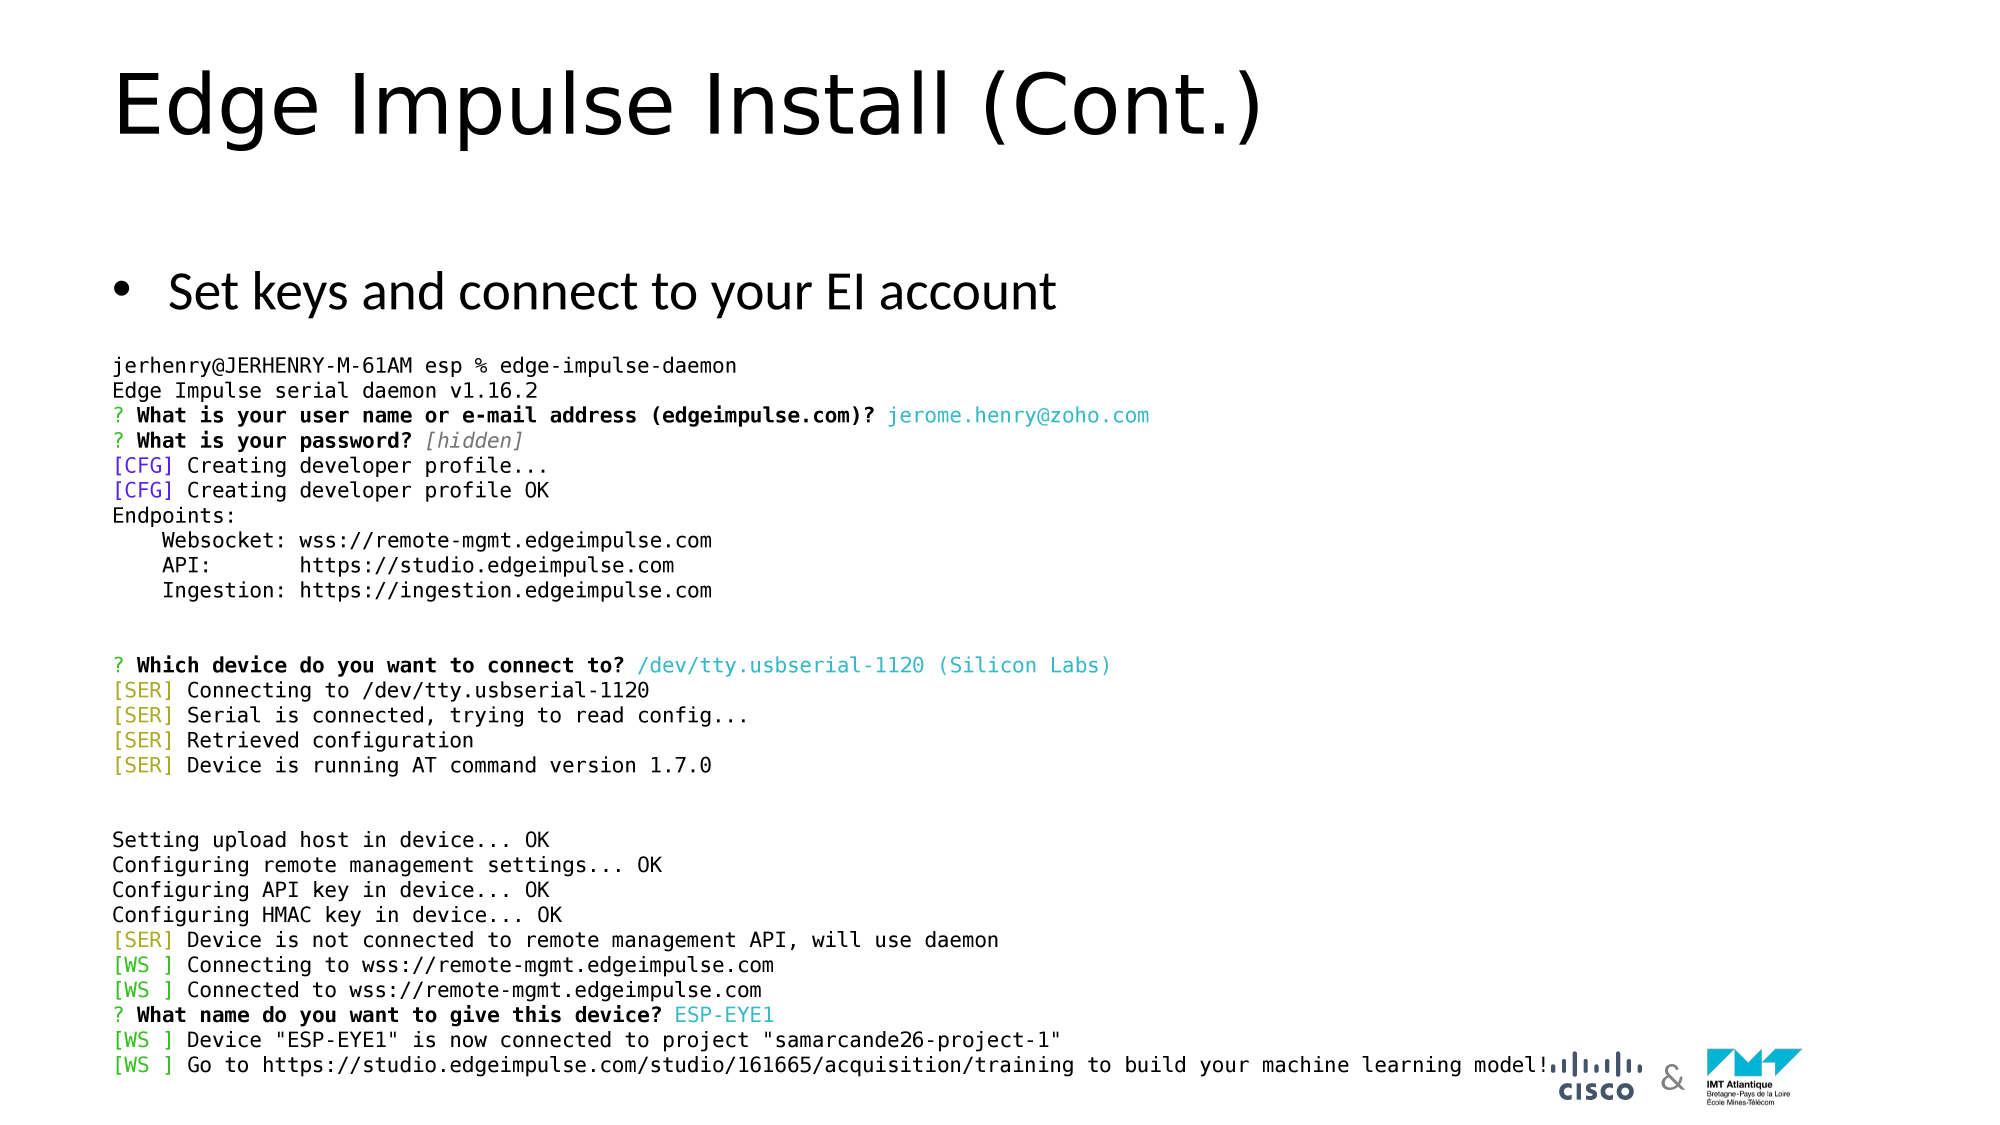 Edge Impulse Install (Cont.)
• Set keys and connect to your EI account
jerhenry@JERHENRY-M-61AM esp % edge-impulse-daemon
Edge Impulse serial daemon v1.16.2
? What is your user name or e-mail address (edgeimpulse.com)? jerome.henry@zoho.com
? What is your password? [hidden]
[CFG] Creating developer profile...
[CFG] Creating developer profile OK
Endpoints:
    Websocket: wss://remote-mgmt.edgeimpulse.com
    API:       https://studio.edgeimpulse.com
    Ingestion: https://ingestion.edgeimpulse.com
? Which device do you want to connect to? /dev/tty.usbserial-1120 (Silicon Labs)
[SER] Connecting to /dev/tty.usbserial-1120
[SER] Serial is connected, trying to read config...
[SER] Retrieved configuration
[SER] Device is running AT command version 1.7.0
Setting upload host in device... OK
Configuring remote management settings... OK
Configuring API key in device... OK
Configuring HMAC key in device... OK
[SER] Device is not connected to remote management API, will use daemon
[WS ] Connecting to wss://remote-mgmt.edgeimpulse.com
[WS ] Connected to wss://remote-mgmt.edgeimpulse.com
? What name do you want to give this device? ESP-EYE1
[WS ] Device "ESP-EYE1" is now connected to project "samarcande26-project-1"
[WS ] Go to https://studio.edgeimpulse.com/studio/161665/acquisition/training to build your machine learning model!
CISCO
&
IMT Atlantique
Bretagne-Pays de la Loire
École Mines-Télécom